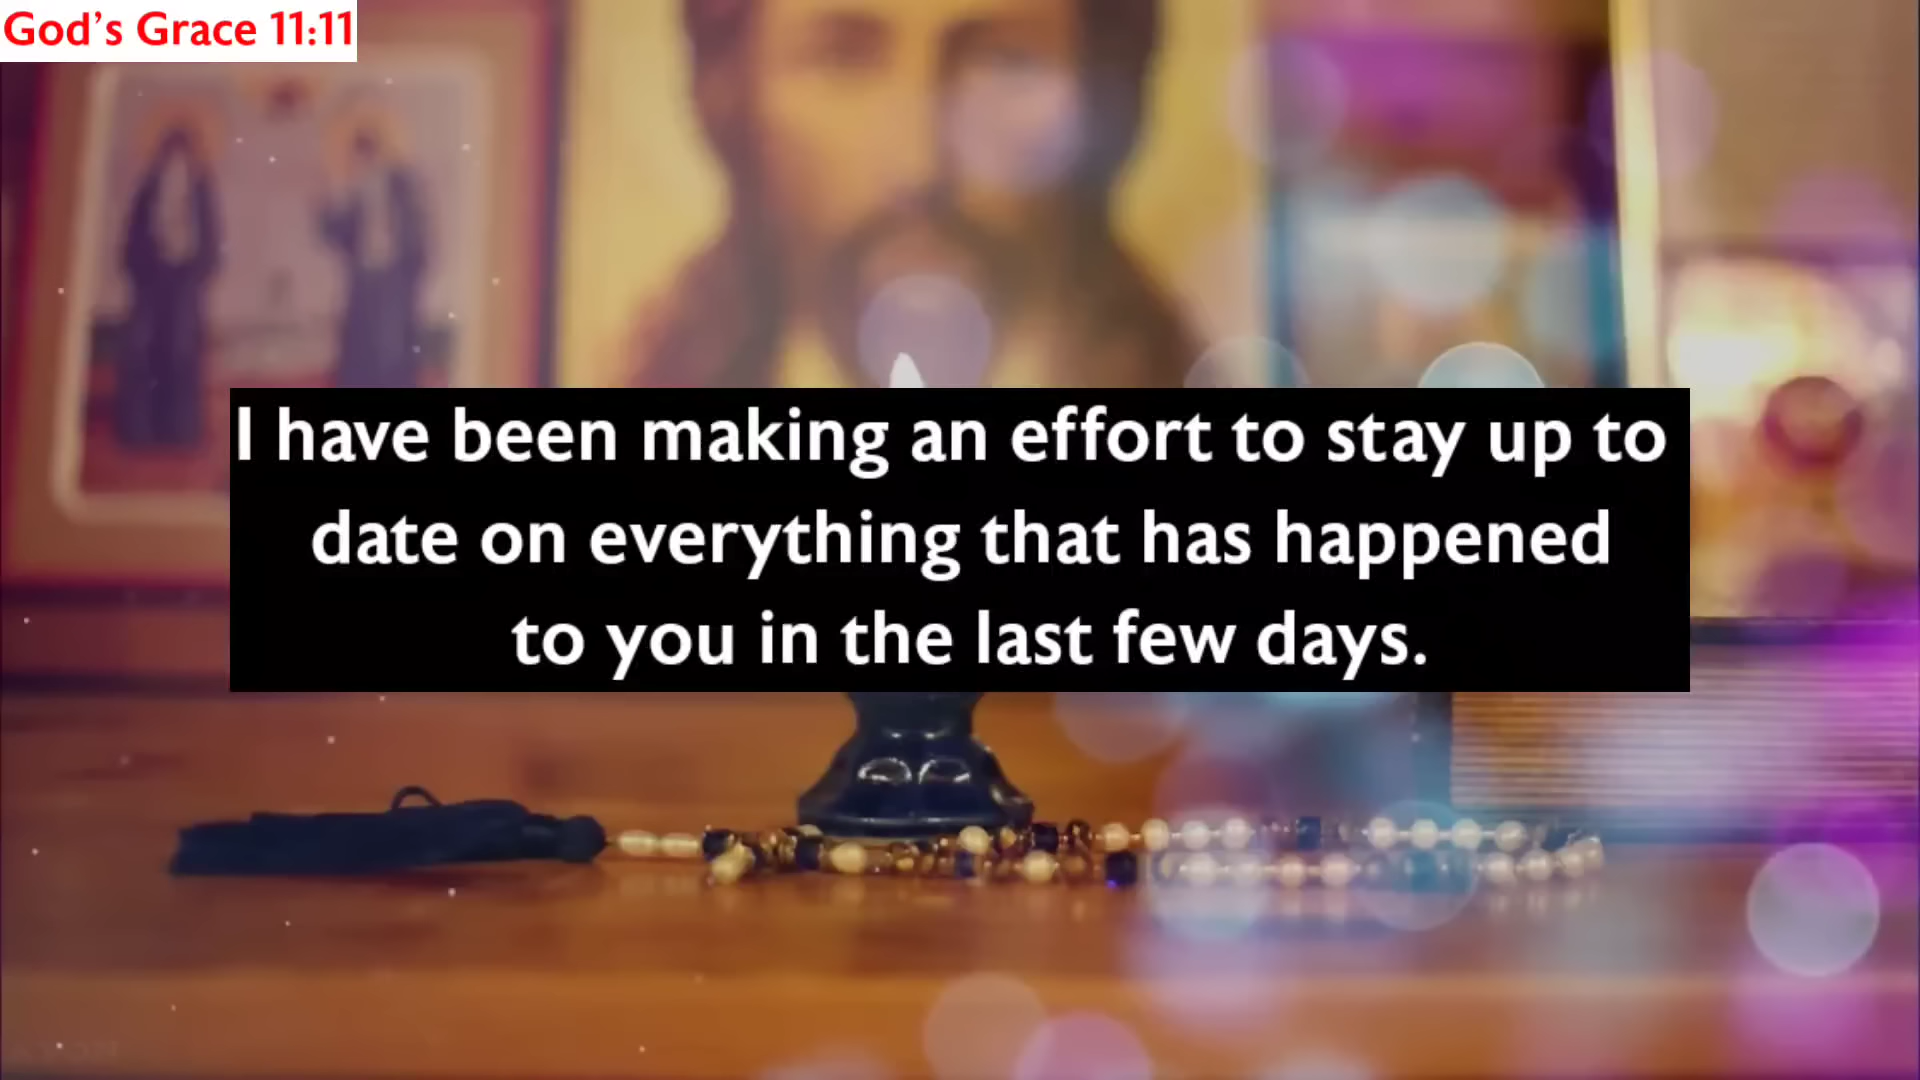 God's Grace 11:11
I have been making an effort to stay up to
date on everything that has happened
to you in the last few days.